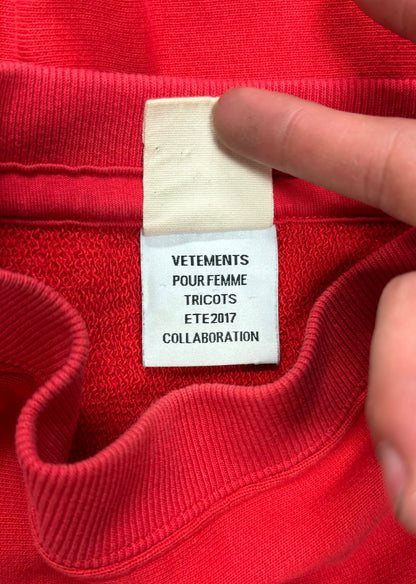 VETEMENTS
POUR FEMME
TRICOTS
ETE2017
COLLABORATION